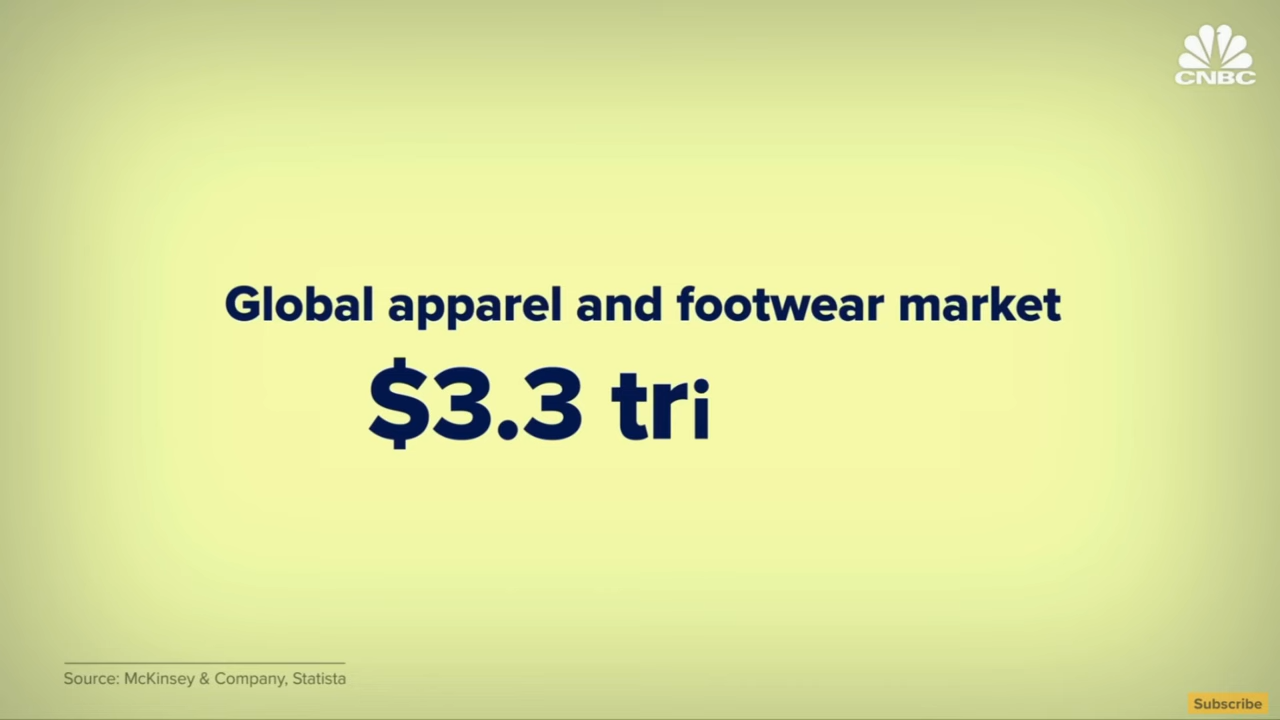 CNBC
Global apparel and footwear market
$3.3 tri
Source: McKinsey & Company, Statista
Subscribe